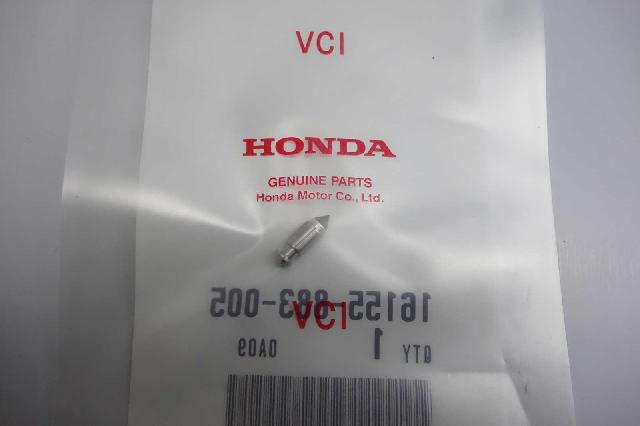 VCI
HONDA
GENUINE PARTS
Honda Motor Co., Ltd.
16155-883-005
VCI
QTY 1 0A09